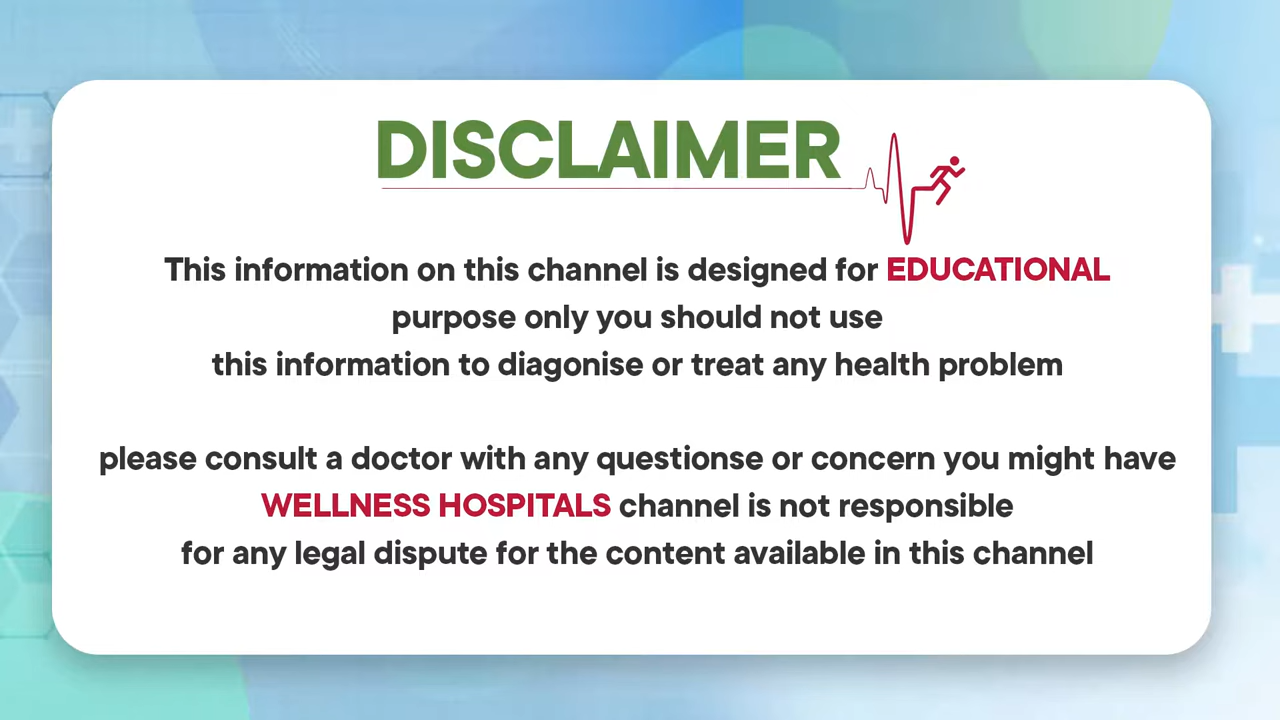 DISCLAIMER
This information on this channel is designed for EDUCATIONAL
purpose only you should not use
this information to diagonise or treat any health problem
please consult a doctor with any questionse or concern you might have
WELLNESS HOSPITALS channel is not responsible
for any legal dispute for the content available in this channel